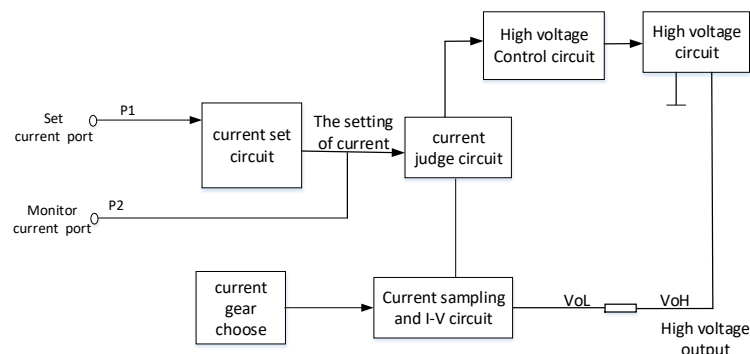 High voltage
Control circuit
High voltage
circuit
Set
current port
P1
current set
circuit
The setting
of current
current
judge circuit
Monitor
current port
P2
current
gear
choose
Current sampling
and I-V circuit
VoL
VoH
High voltage
output